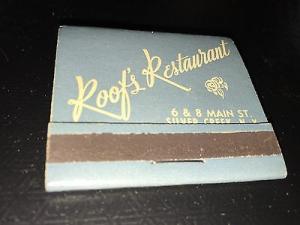 Roof's Restaurant
6 & 8 MAIN ST.
SILVER CREEK, N. Y.